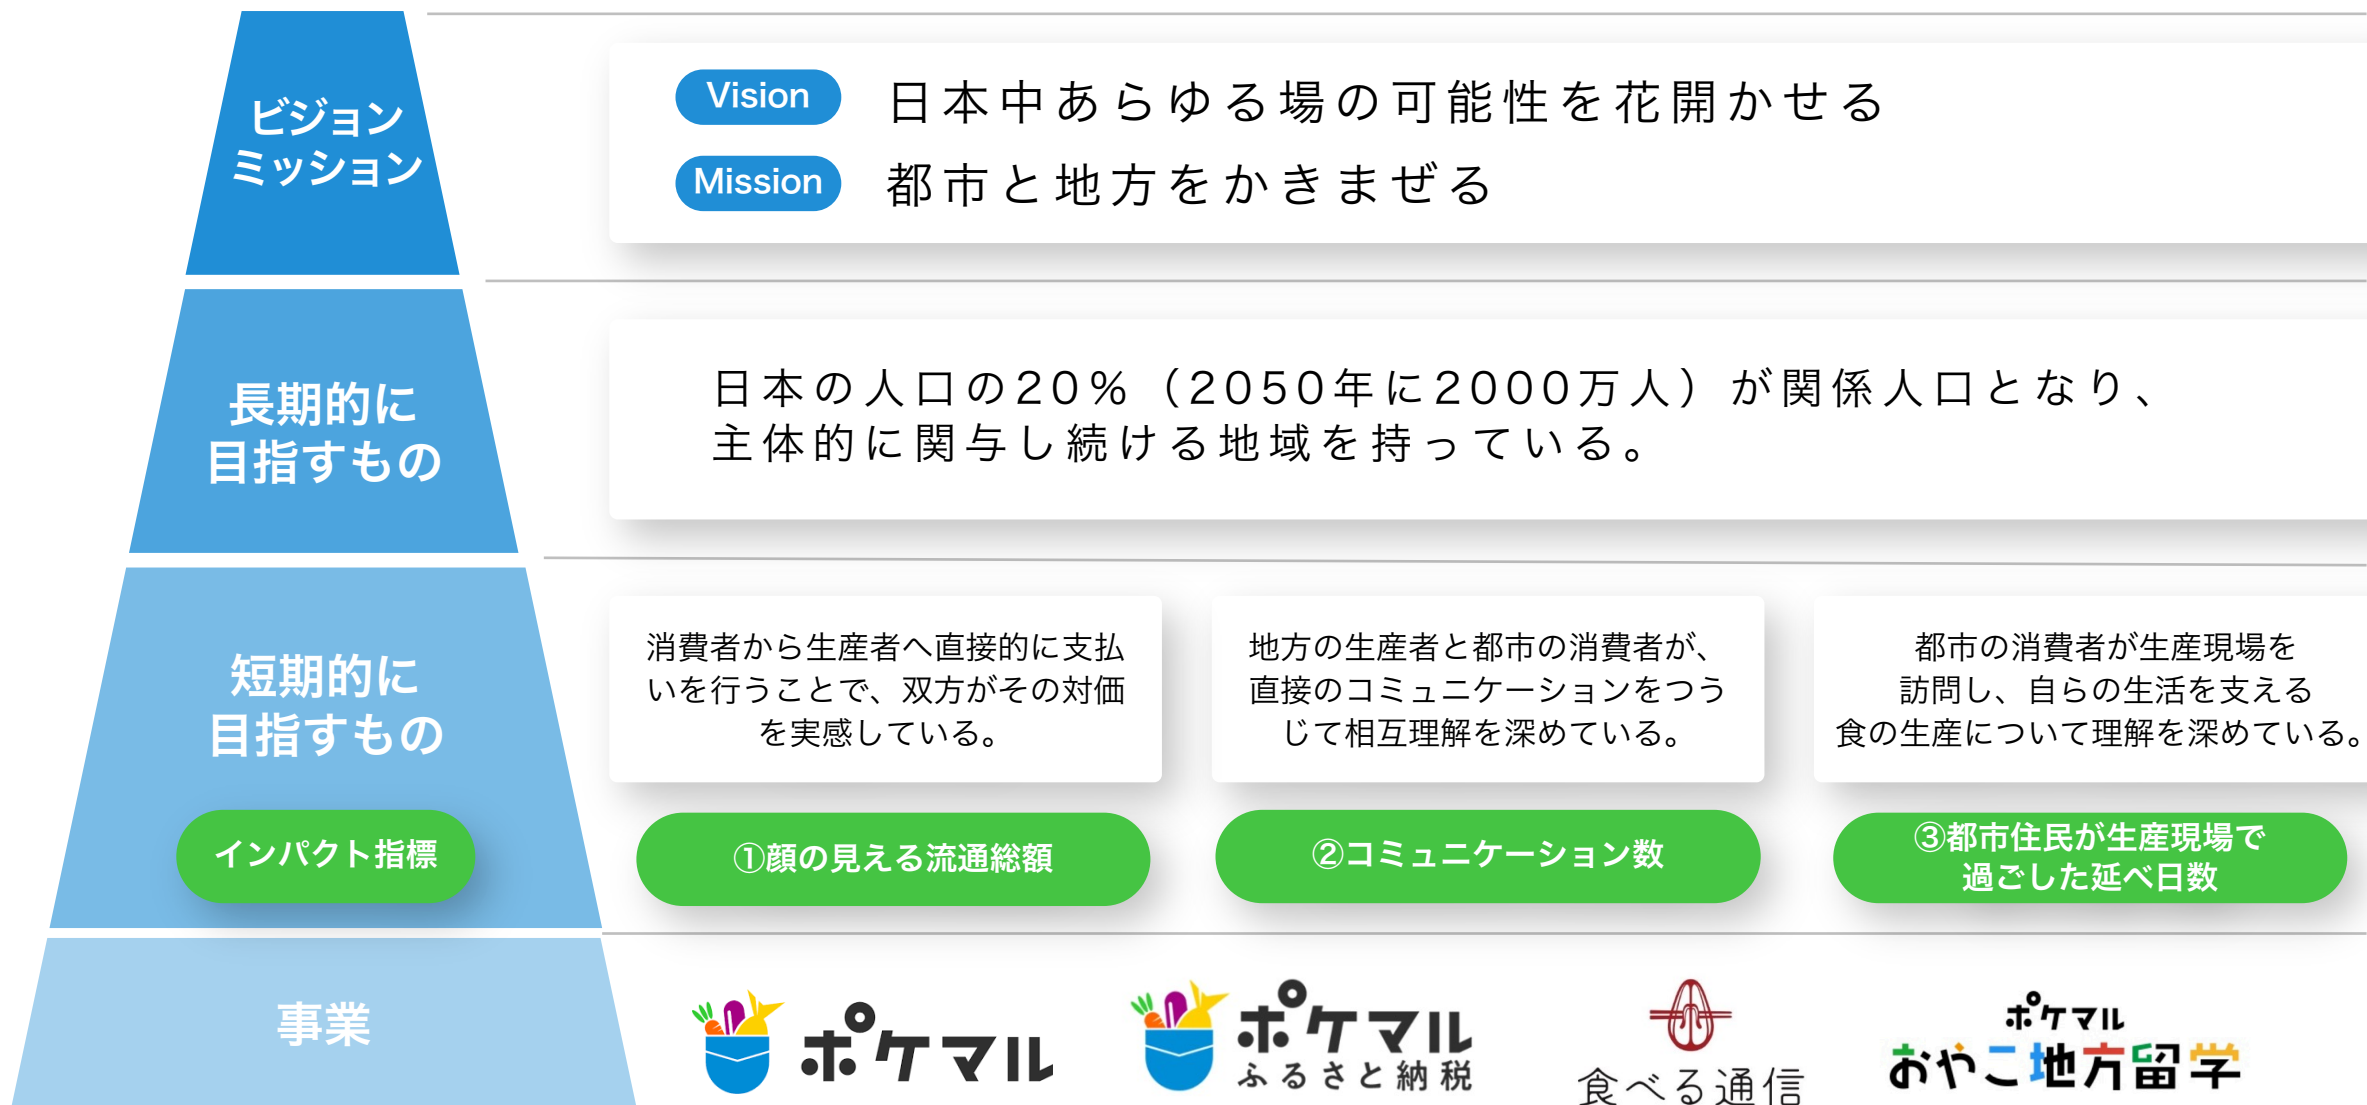 ビジョン
ミッション
Vision 日本中あらゆる場の可能性を花開かせる
Mission 都市と地方をかきまぜる
長期的に
目指すもの
日本の人口の20%（2050年に2000万人）が関係人口となり、
主体的に関与し続ける地域を持っている。
短期的に
目指すもの
インパクト指標
消費者から生産者へ直接的に支払
いを行うことで、双方がその対価
を実感している。
①顔の見える流通総額
地方の生産者と都市の消費者が、
直接のコミュニケーションをつう
じて相互理解を深めている。
②コミュニケーション数
都市の消費者が生産現場を
訪問し、自らの生活を支える
食の生産について理解を深めている。
③都市住民が生産現場で
過ごした延べ日数
事業
ポケマル
ポケマル
ふるさと納税
食べる通信
ポケマル
おやこ地方留学